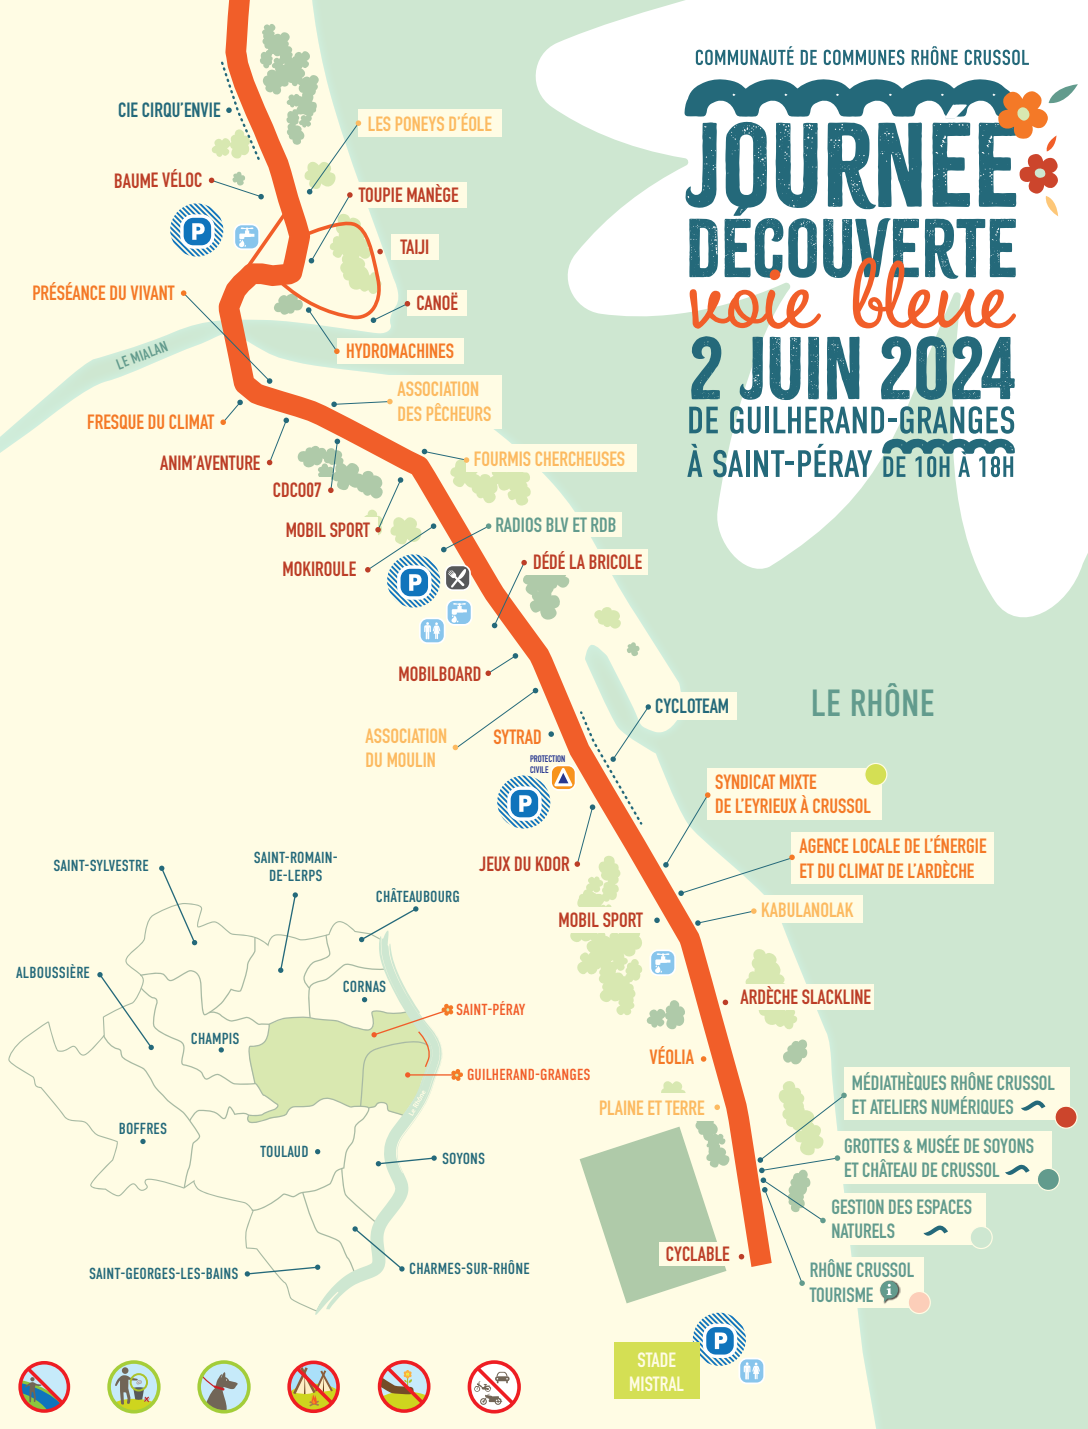 COMMUNAUTÉ DE COMMUNES RHÔNE CRUSSOL
JOURNÉE
DÉCOUVERTE
voie bleue
2 JUIN 2024
DE GUILHERAND-GRANGES
À SAINT-PÉRAY DE 10H À 18H
CIE CIRQU'ENVIE
LES PONEYS D'ÉOLE
BAUME VÉLOC
TOUPIE MANÈGE
P
TAIJI
PRÉSÉANCE DU VIVANT
CANOË
LE MIALAN
HYDROMACHINES
ASSOCIATION
DES PÊCHEURS
FRESQUE DU CLIMAT
ANIM'AVENTURE
FOURMIS CHERCHEUSES
CDCO07
MOBIL SPORT
RADIOS BLV ET RDB
MOKIROULE
DÉDÉ LA BRICOLE
P
MOBILBOARD
LE RHÔNE
CYCLOTEAM
ASSOCIATION
DU MOULIN
SYTRAD
PROTECTION
CIVILE
P
SYNDICAT MIXTE
DE L'EYRIEUX À CRUSSOL
AGENCE LOCALE DE L'ÉNERGIE
ET DU CLIMAT DE L'ARDÈCHE
JEUX DU KDOR
KABULANOLAK
MOBIL SPORT
ARDÈCHE SLACKLINE
VÉOLIA
PLAINE ET TERRE
MÉDIATHÈQUES RHÔNE CRUSSOL
ET ATELIERS NUMÉRIQUES
GROTTES & MUSÉE DE SOYONS
ET CHÂTEAU DE CRUSSOL
GESTION DES ESPACES
NATURELS
CYCLABLE
RHÔNE CRUSSOL
TOURISME i
P
STADE
MISTRAL
SAINT-SYLVESTRE
SAINT-ROMAIN-
DE-LERPS
CHÂTEAUBOURG
ALBOUSSIÈRE
CORNAS
SAINT-PÉRAY
CHAMPIS
GUILHERAND-GRANGES
Le Rhône
BOFFRES
TOULAUD
SOYONS
SAINT-GEORGES-LES-BAINS
CHARMES-SUR-RHÔNE